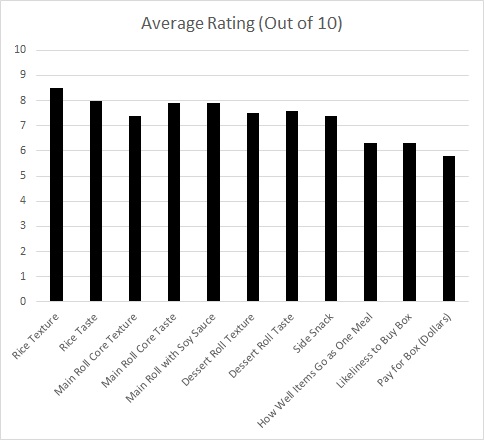 Average Rating (Out of 10)
10
9
8
7
6
5
4
3
2
1
0
Rice Texture
Rice Taste
Main Roll Core Texture
Main Roll Core Taste
Main Roll with Soy Sauce
Dessert Roll Texture
Dessert Roll Taste
Side Snack
How Well Items Go as One Meal
Likeliness to Buy Box
Pay for Box (Dollars)